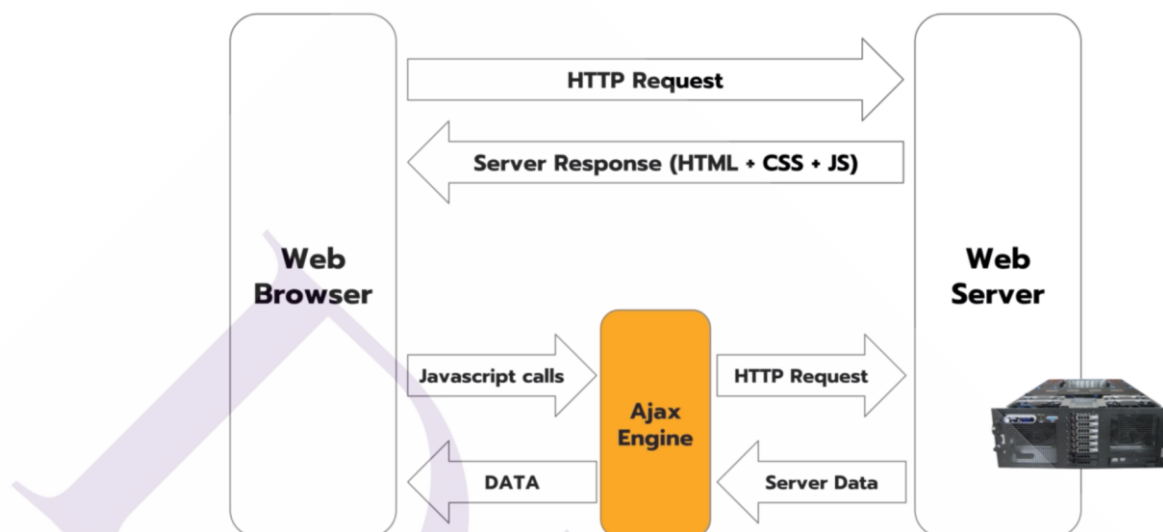 HTTP Request
Server Response (HTML + CSS + JS)
Web
Browser
Web
Server
Javascript calls
Ajax
Engine
HTTP Request
DATA
Server Data